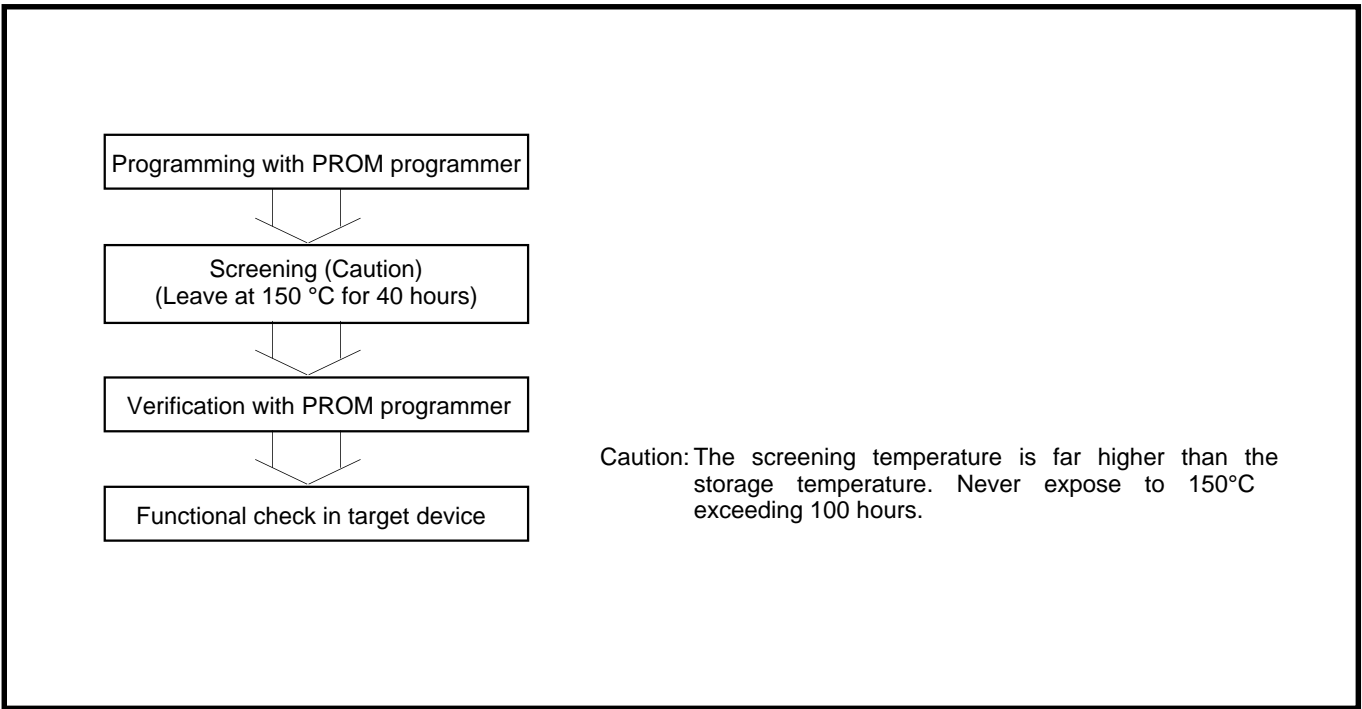 Programming with PROM programmer
Screening (Caution)
(Leave at 150 °C for 40 hours)
Verification with PROM programmer
Functional check in target device
Caution: The screening temperature is far higher than the
storage temperature. Never expose to 150°C
exceeding 100 hours.